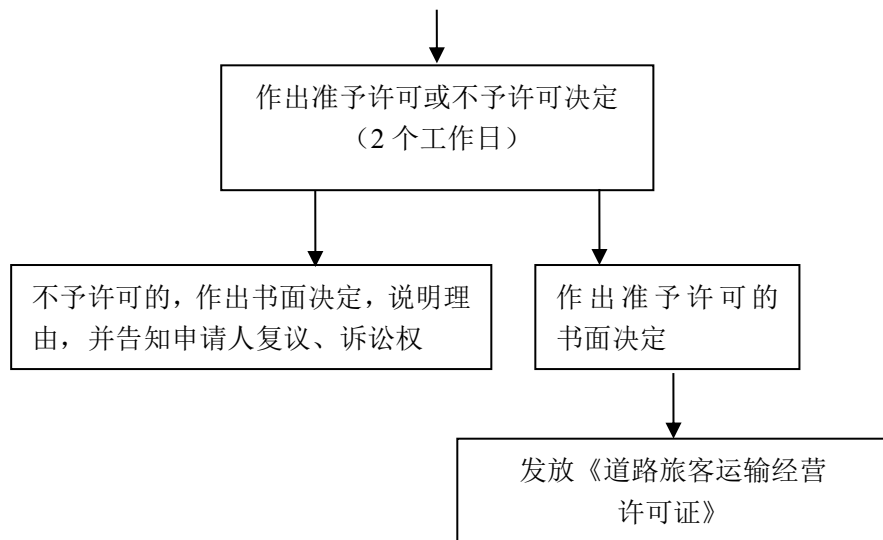 作出准予许可或不予许可决定
（2 个工作日）
不予许可的，作出书面决定，说明理
由，并告知申请人复议、诉讼权
作出准予许可的
书面决定
发放《道路旅客运输经营
许可证》